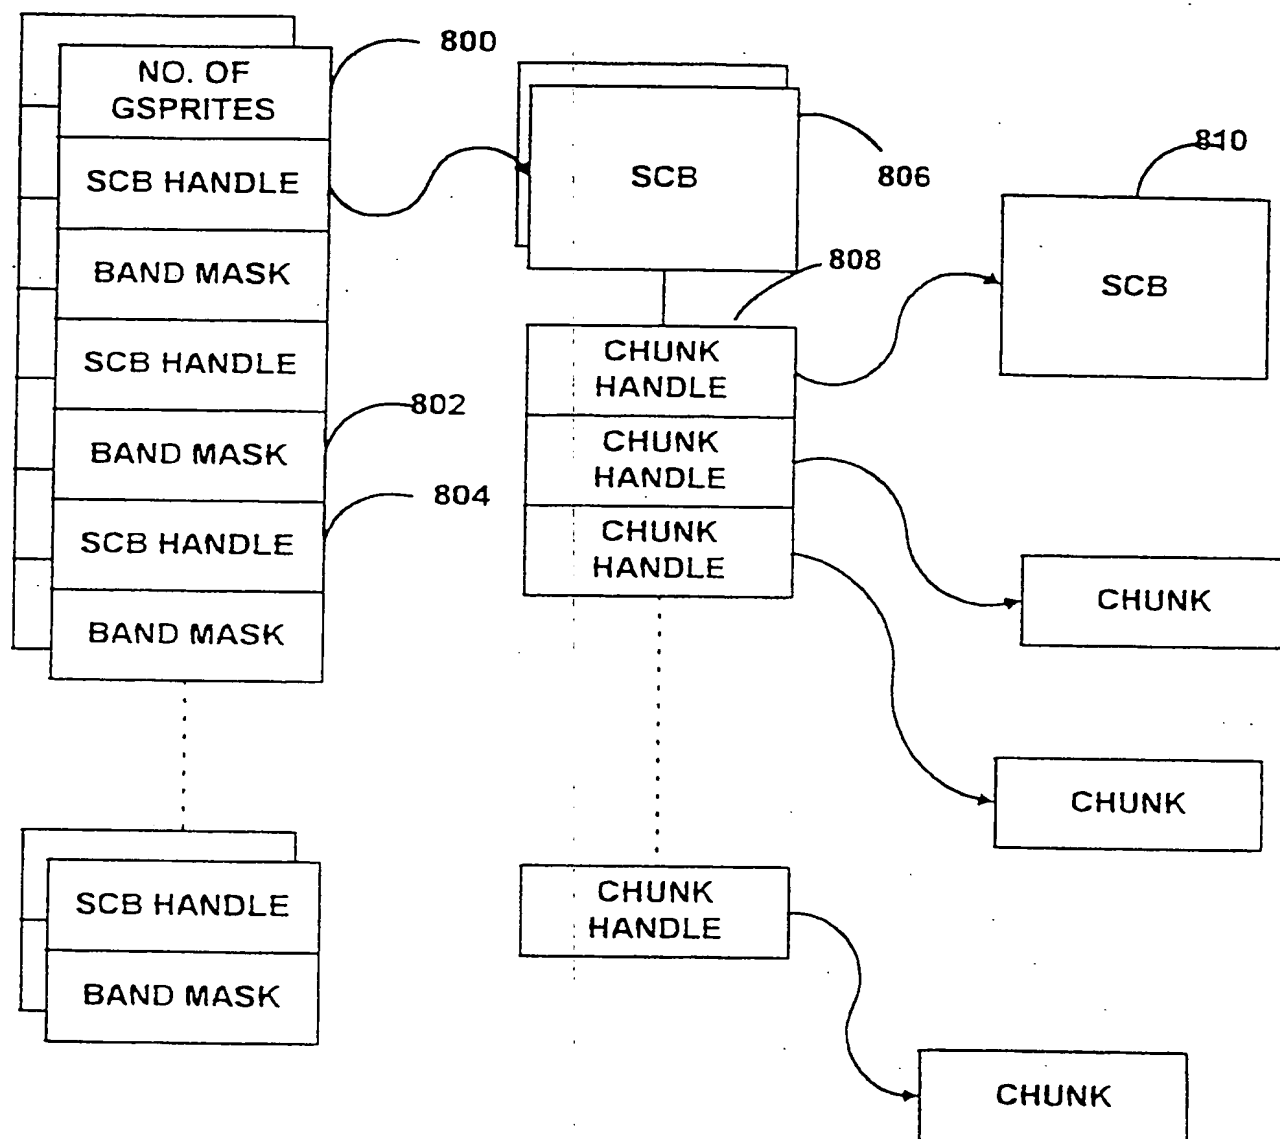 NO. OF
GSPRITES
SCB HANDLE
BAND MASK
SCB HANDLE
BAND MASK
SCB HANDLE
BAND MASK
SCB HANDLE
BAND MASK
800
802
804
SCB
806
808
CHUNK
HANDLE
CHUNK
HANDLE
CHUNK
HANDLE
CHUNK
HANDLE
810
SCB
CHUNK
CHUNK
CHUNK